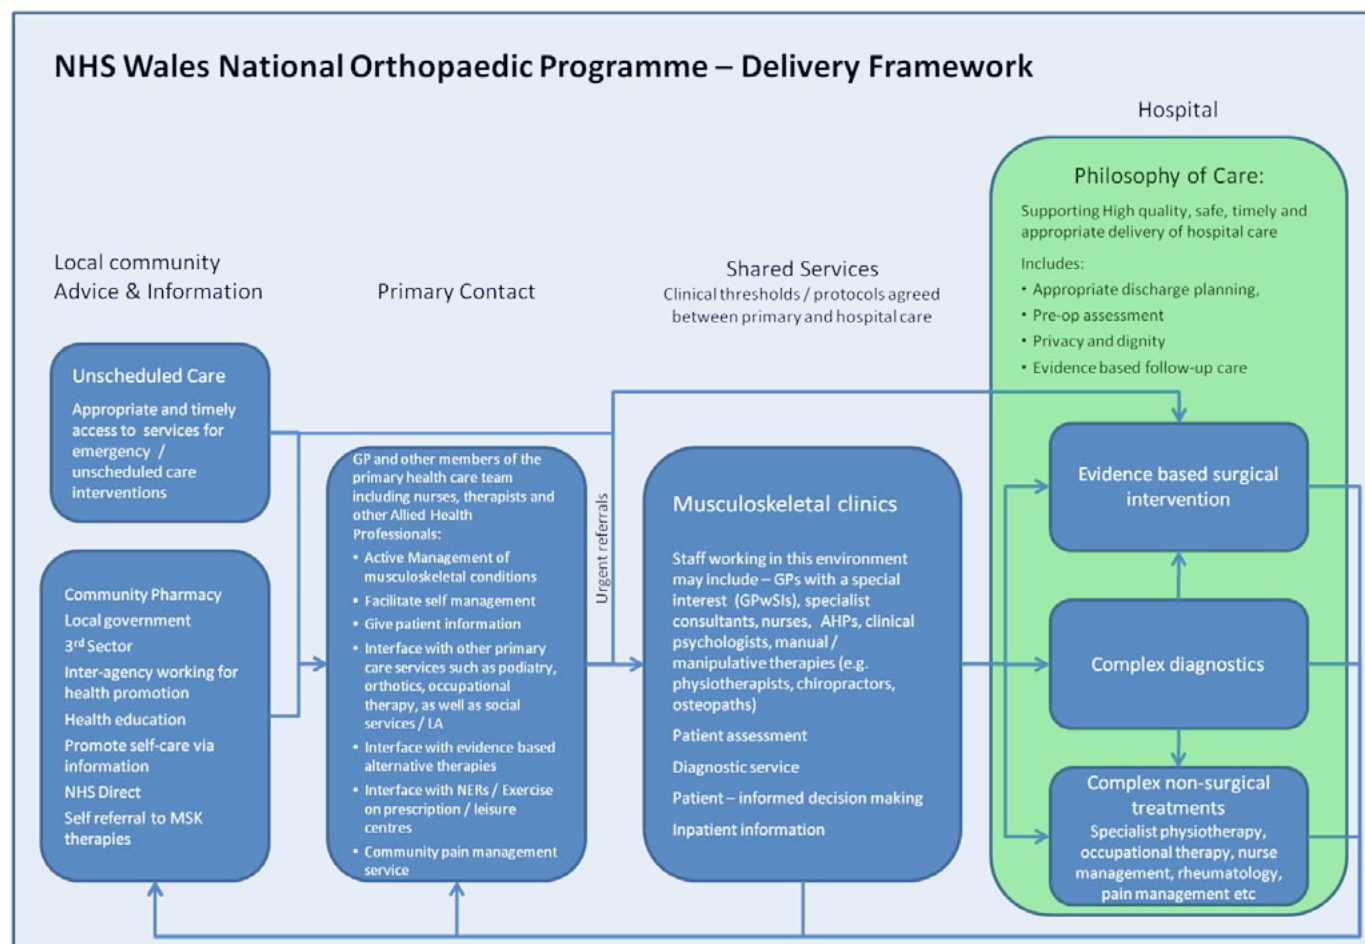 NHS Wales National Orthopaedic Programme – Delivery Framework
Hospital
Philosophy of Care:
Supporting High quality, safe, timely and
appropriate delivery of hospital care
Includes:
• Appropriate discharge planning,
• Pre-op assessment
• Privacy and dignity
• Evidence based follow-up care
Local community
Advice & Information
Primary Contact
Shared Services
Clinical thresholds / protocols agreed
between primary and hospital care
Unscheduled Care
Appropriate and timely
access to services for
emergency /
unscheduled care
interventions
Community Pharmacy
Local government
3rd Sector
Inter-agency working for
health promotion
Health education
Promote self-care via
information
NHS Direct
Self referral to MSK
therapies
GP and other members of the
primary health care team
including nurses, therapists and
other Allied Health
Professionals:
• Active Management of
musculoskeletal conditions
• Facilitate self management
• Give patient information
• Interface with other primary
care services such as podiatry,
orthotics, occupational
therapy, as well as social
services / LA
• Interface with evidence based
alternative therapies
• Interface with NERs / Exercise
on prescription / leisure
centres
• Community pain management
service
Urgent referrals
Musculoskeletal clinics
Staff working in this environment
may include – GPs with a special
interest (GPwSIs), specialist
consultants, nurses, AHPs, clinical
psychologists, manual /
manipulative therapies (e.g.
physiotherapists, chiropractors,
osteopaths)
Patient assessment
Diagnostic service
Patient – informed decision making
Inpatient information
Evidence based surgical
intervention
Complex diagnostics
Complex non-surgical
treatments
Specialist physiotherapy,
occupational therapy, nurse
management, rheumatology,
pain management etc